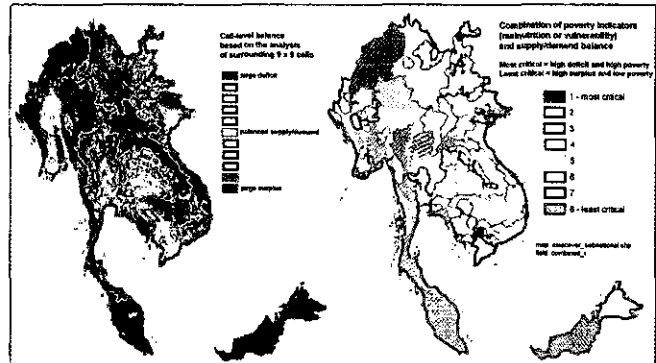 Cell-level balance
based on the analysis
of surrounding 9 x 9 cells
large deficit
balanced supply/demand
large surplus
Combination of poverty indicators
(malnutrition or vulnerability)
and supply/demand balance
Most critical = high deficit and high poverty
Least critical = high surplus and low poverty
1 - most critical
2
3
4
5
6
7
8 - least critical
map:
field: combined_